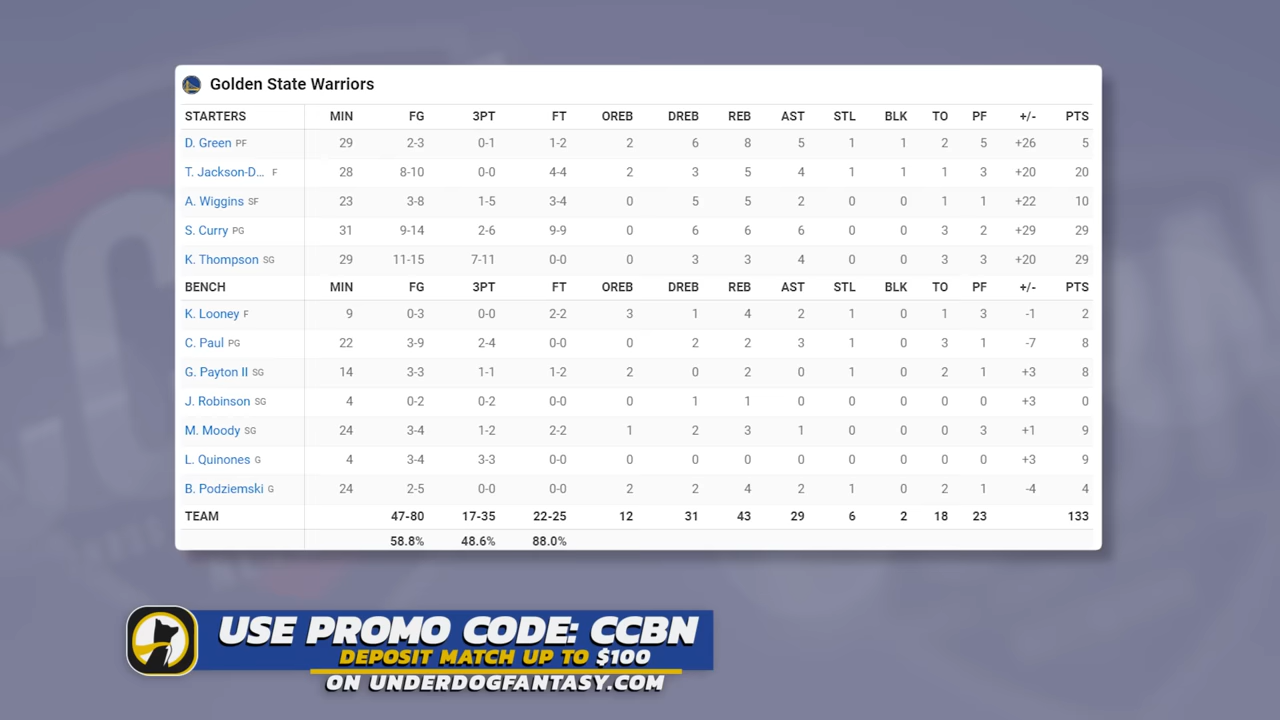 Golden State Warriors
STARTERS MIN FG 3PT FT OREB DREB REB AST STL BLK TO PF +/- PTS
D. Green PF 29 2-3 0-1 1-2 2 6 8 5 1 1 2 5 +26 5
T. Jackson-D... F 28 8-10 0-0 4-4 2 3 5 4 1 1 1 3 +20 20
A. Wiggins SF 23 3-8 1-5 3-4 0 5 5 2 0 0 1 1 +22 10
S. Curry PG 31 9-14 2-6 9-9 0 6 6 6 0 0 3 2 +29 29
K. Thompson SG 29 11-15 7-11 0-0 0 3 3 4 0 0 3 3 +20 29
BENCH MIN FG 3PT FT OREB DREB REB AST STL BLK TO PF +/- PTS
K. Looney F 9 0-3 0-0 2-2 3 1 4 2 1 0 1 3 -1 2
C. Paul PG 22 3-9 2-4 0-0 0 2 2 3 1 0 3 1 -7 8
G. Payton II SG 14 3-3 1-1 1-2 2 0 2 0 1 0 2 1 +3 8
J. Robinson SG 4 0-2 0-2 0-0 0 1 1 0 0 0 0 0 +3 0
M. Moody SG 24 3-4 1-2 2-2 1 2 3 1 0 0 0 3 +1 9
L. Quinones G 4 3-4 3-3 0-0 0 0 0 0 0 0 0 0 +3 9
B. Podziemski G 24 2-5 0-0 0-0 2 2 4 2 1 0 2 1 -4 4
TEAM 47-80 17-35 22-25 12 31 43 29 6 2 18 23 133
58.8% 48.6% 88.0%
USE PROMO CODE: CCBN
DEPOSIT MATCH UP TO $100
ON UNDERDOGFANTASY.COM